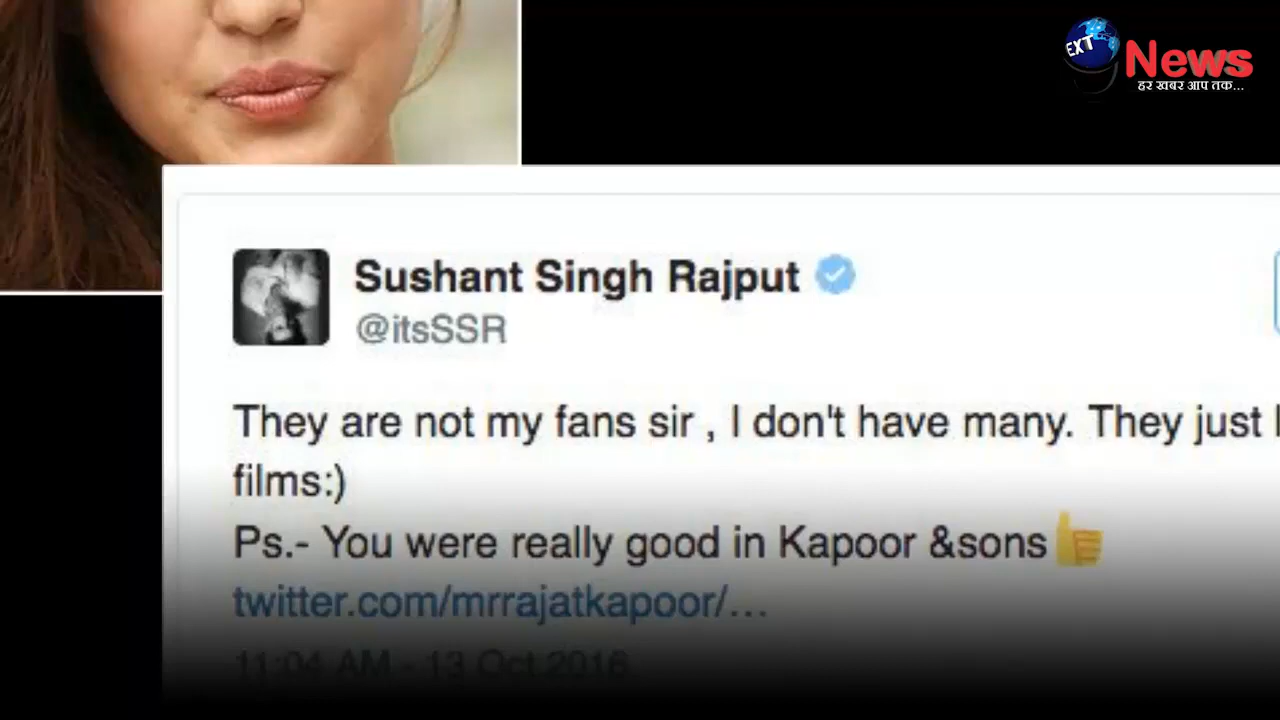 EXT
News
हर खबर आप तक...
Sushant Singh Rajput
@itsSSR
They are not my fans sir , I don't have many. They just
films:)
Ps.- You were really good in Kapoor &sons
twitter.com/mrrajatkapoor/...
11:04 AM - 13 Oct 2016